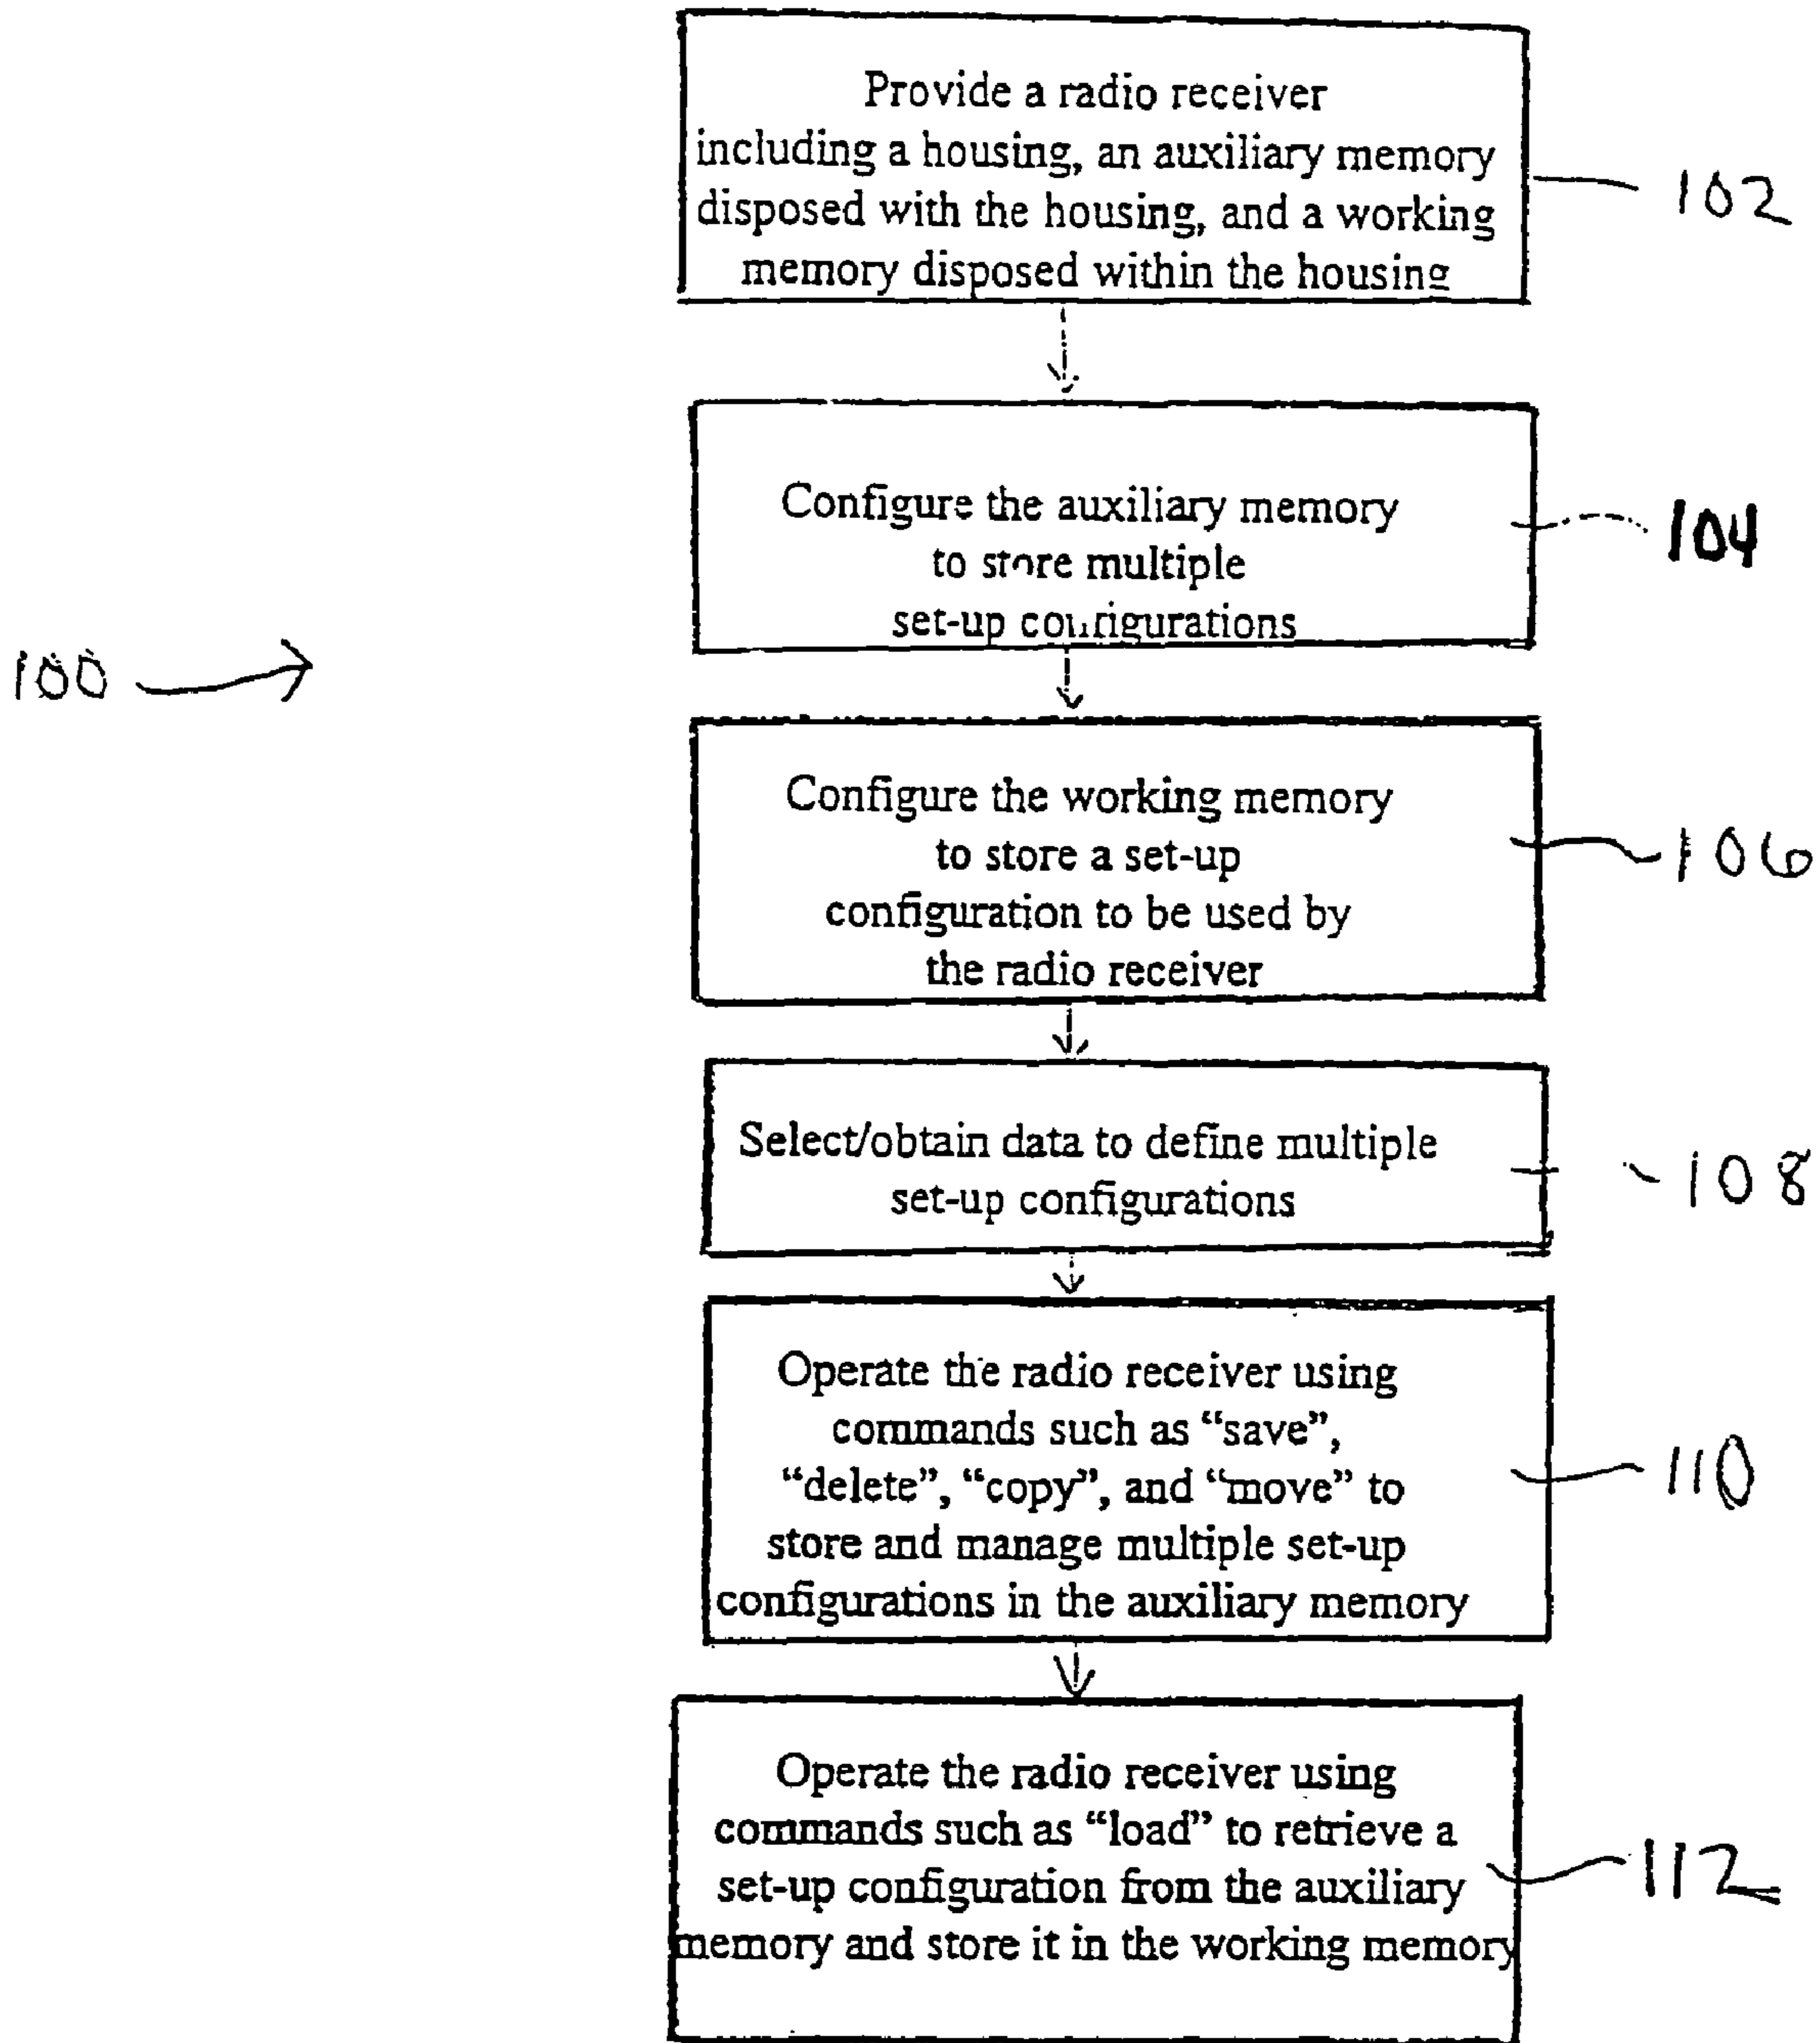 Provide a radio receiver
including a housing, an auxiliary memory
disposed with the housing, and a working
memory disposed within the housing
102
Configure the auxiliary memory
to store multiple
set-up configurations
104
100
Configure the working memory
to store a set-up
configuration to be used by
the radio receiver
106
Select/obtain data to define multiple
set-up configurations
108
Operate the radio receiver using
commands such as “save”,
“delete”, “copy”, and “move” to
store and manage multiple set-up
configurations in the auxiliary memory
110
Operate the radio receiver using
commands such as “load” to retrieve a
set-up configuration from the auxiliary
memory and store it in the working memory
112